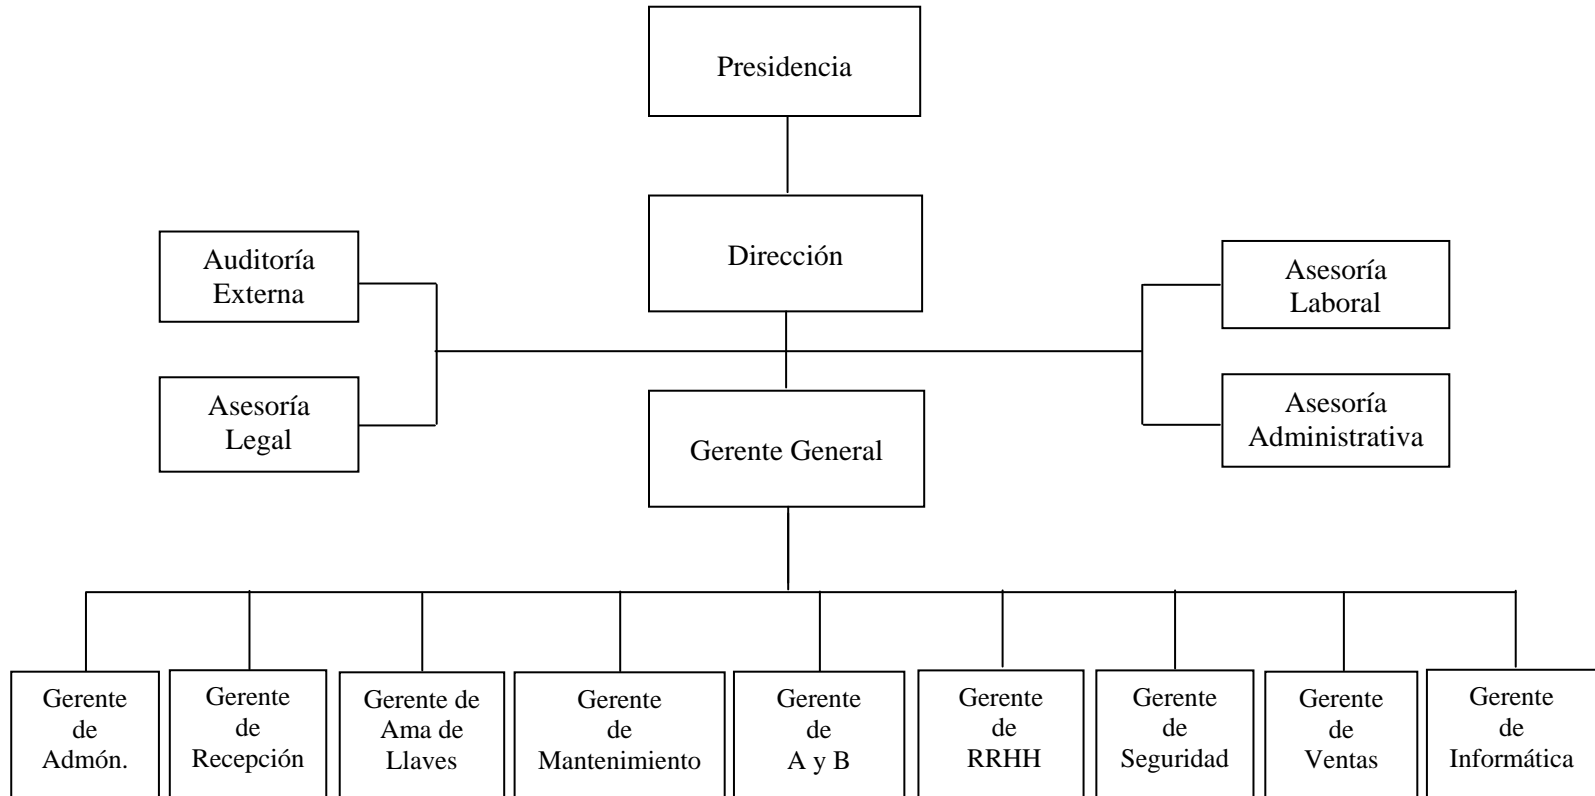 Presidencia
Dirección
Auditoría
Externa
Asesoría
Legal
Asesoría
Laboral
Asesoría
Administrativa
Gerente General
Gerente
de
Admón.
Gerente
de
Recepción
Gerente de
Ama de
Llaves
Gerente
de
Mantenimiento
Gerente
de
A y B
Gerente
de
RRHH
Gerente
de
Seguridad
Gerente
de
Ventas
Gerente
de
Informática